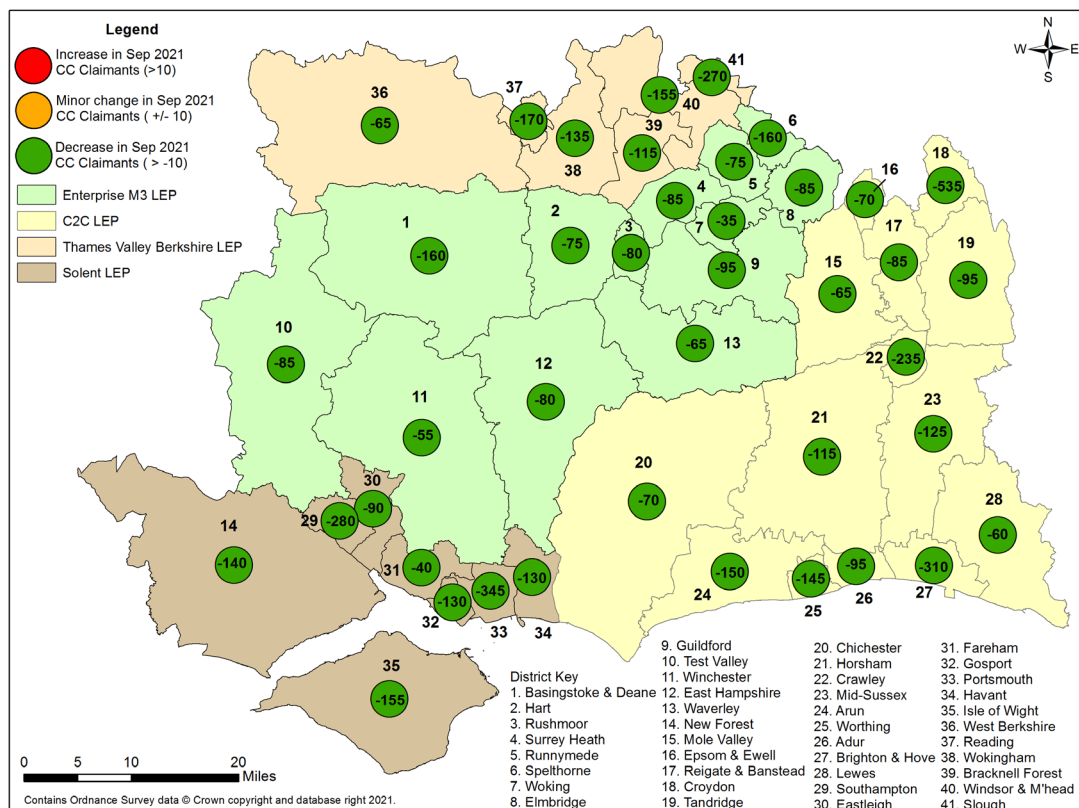 Legend
Increase in Sep 2021
CC Claimants (>10)
Minor change in Sep 2021
CC Claimants ( +/- 10)
Decrease in Sep 2021
CC Claimants ( > -10)
Enterprise M3 LEP
C2C LEP
Thames Valley Berkshire LEP
Solent LEP
N
W E
S
36
-65
37
-170
38
-135
39
-115
40
-155
41
-270
6
-160
5
-75
4
-85
7
-35
8
-85
16
-70
18
-535
17
-85
19
-95
15
-65
1
-160
2
-75
3
-80
9
-95
13
-65
22
-235
10
-85
11
-55
12
-80
20
-70
21
-115
23
-125
28
-60
14
-140
29
-280
30
-90
31
-40
32
-130
33
-345
34
-130
24
-150
25
-145
26
-95
27
-310
35
-155
District Key
1. Basingstoke & Deane
2. Hart
3. Rushmoor
4. Surrey Heath
5. Runnymede
6. Spelthorne
7. Woking
8. Elmbridge
9. Guildford
10. Test Valley
11. Winchester
12. East Hampshire
13. Waverley
14. New Forest
15. Mole Valley
16. Epsom & Ewell
17. Reigate & Banstead
18. Croydon
19. Tandridge
20. Chichester
21. Horsham
22. Crawley
23. Mid-Sussex
24. Arun
25. Worthing
26. Adur
27. Brighton & Hove
28. Lewes
29. Southampton
30. Eastleigh
31. Fareham
32. Gosport
33. Portsmouth
34. Havant
35. Isle of Wight
36. West Berkshire
37. Reading
38. Wokingham
39. Bracknell Forest
40. Windsor & M'head
41. Slough
0 5 10 20
Miles
Contains Ordnance Survey data © Crown copyright and database right 2021.